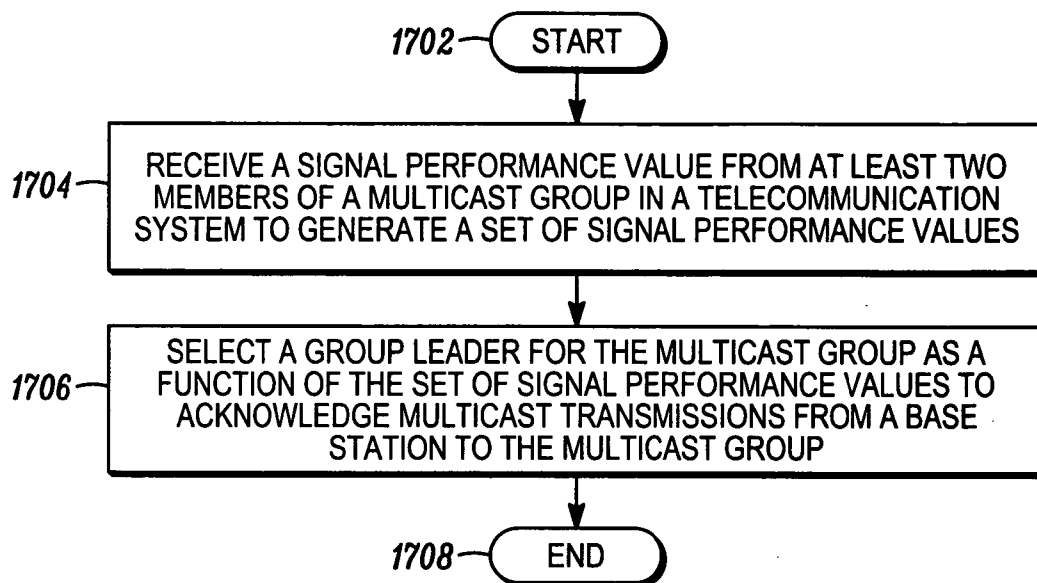 1702 START
1704 RECEIVE A SIGNAL PERFORMANCE VALUE FROM AT LEAST TWO
MEMBERS OF A MULTICAST GROUP IN A TELECOMMUNICATION
SYSTEM TO GENERATE A SET OF SIGNAL PERFORMANCE VALUES
1706 SELECT A GROUP LEADER FOR THE MULTICAST GROUP AS A
FUNCTION OF THE SET OF SIGNAL PERFORMANCE VALUES TO
ACKNOWLEDGE MULTICAST TRANSMISSIONS FROM A BASE
STATION TO THE MULTICAST GROUP
1708 END